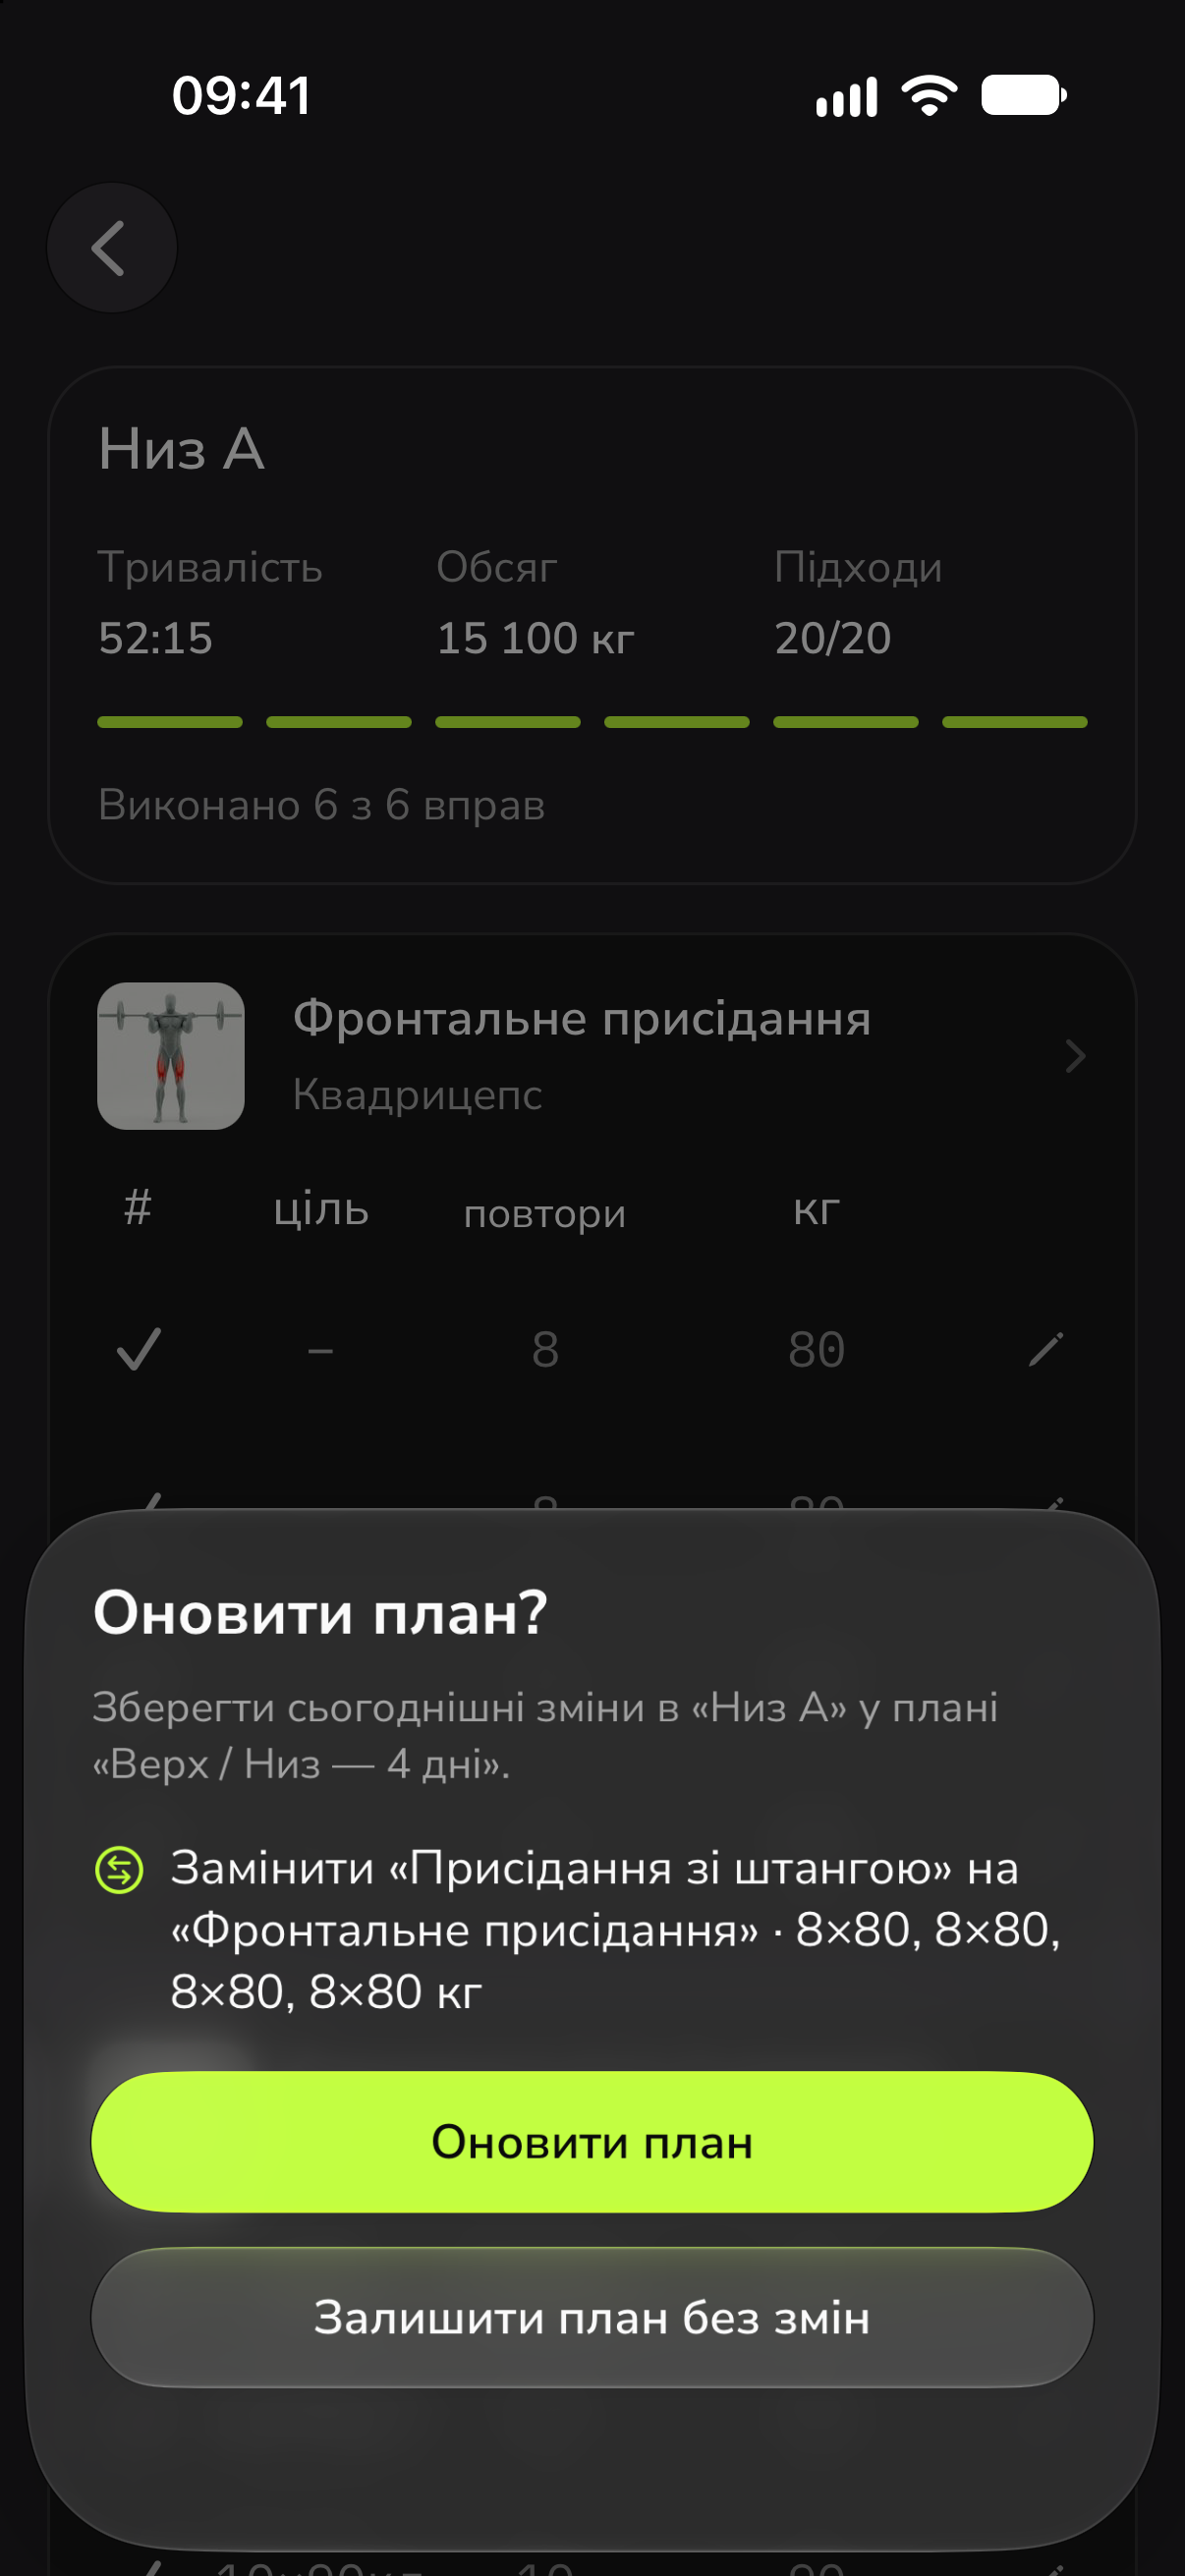 09:41
Низ А
Тривалість Обсяг Підходи
52:15 15 100 кг 20/20
Виконано 6 з 6 вправ
Фронтальне присідання
Квадрицепс
# ціль повтори кг
– 8 80
Оновити план?
Зберегти сьогоднішні зміни в «Низ А» у плані
«Верх / Низ — 4 дні».
Замінити «Присідання зі штангою» на
«Фронтальне присідання» · 8×80, 8×80,
8×80, 8×80 кг
Оновити план
Залишити план без змін